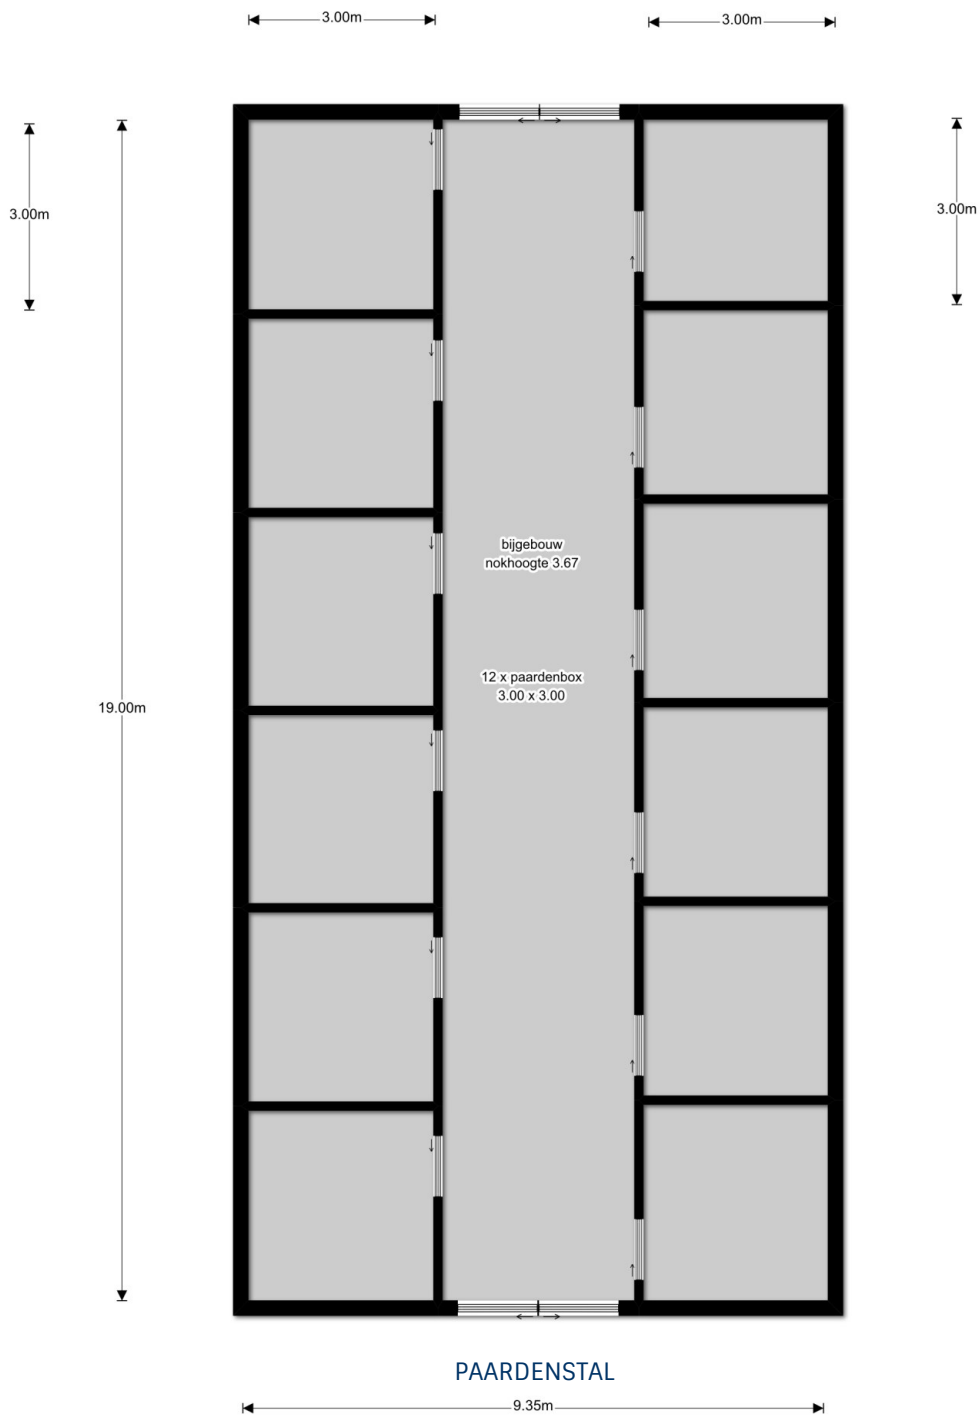 3.00m
3.00m
3.00m
3.00m
bijgebouw
nokhoogte 3.67
12 x paardenbox
3.00 x 3.00
19.00m
PAARDENSTAL
9.35m